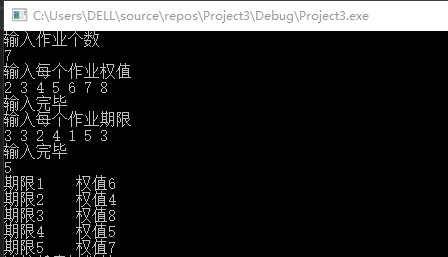 C:\Users\DELL\source\repos\Project3\Debug\Project3.exe
输入作业个数
7
输入每个作业权值
2 3 4 5 6 7 8
输入完毕
输入每个作业期限
3 3 2 4 1 5 3
输入完毕
5
期限1 权值6
期限2 权值4
期限3 权值8
期限4 权值5
期限5 权值7